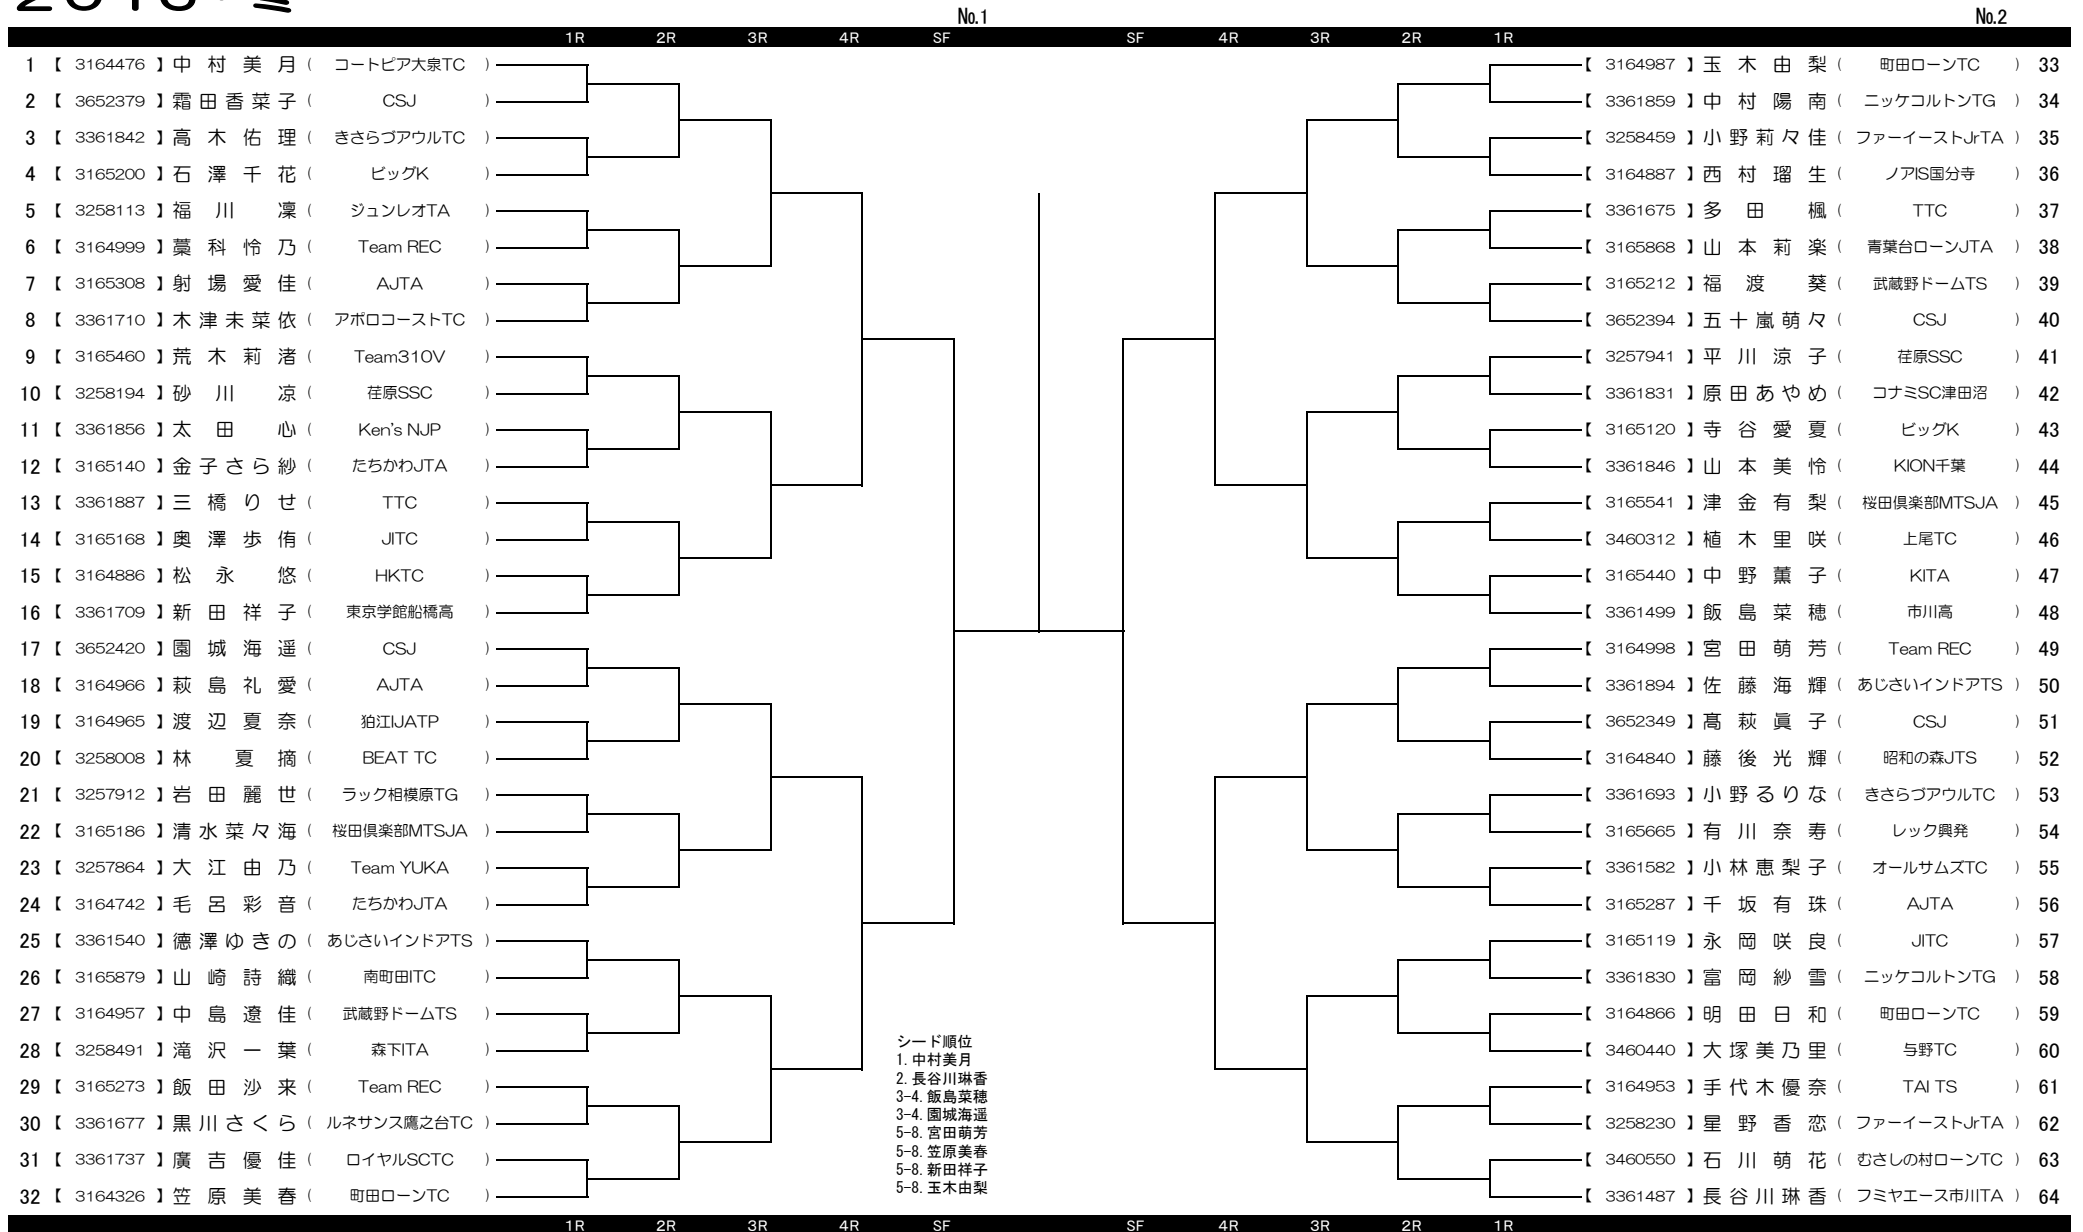 No.1 No.2
1R 2R 3R 4R SF SF 4R 3R 2R 1R
1 【 3164476 】 中村美月 ( コートピア大泉TC )
2 【 3652379 】 霜田香菜子 ( CSJ )
3 【 3361842 】 高木佑理 ( きさらづアウルTC )
4 【 3165200 】 石澤千花 ( ビッグK )
5 【 3258113 】 福川凜 ( ジュンレオTA )
6 【 3164999 】 藁科怜乃 ( Team REC )
7 【 3165308 】 射場愛佳 ( AJTA )
8 【 3361710 】 木津未菜依 ( アポロコーストTC )
9 【 3165460 】 荒木莉渚 ( Team310V )
10 【 3258194 】 砂川凉 ( 荏原SSC )
11 【 3361856 】 太田心 ( Ken's NJP )
12 【 3165140 】 金子さら紗 ( たちかわJTA )
13 【 3361887 】 三橋りせ ( TTC )
14 【 3165168 】 奥澤歩侑 ( JITC )
15 【 3164886 】 松永悠 ( HKTC )
16 【 3361709 】 新田祥子 ( 東京学館船橋高 )
17 【 3652420 】 園城海遥 ( CSJ )
18 【 3164966 】 萩島礼愛 ( AJTA )
19 【 3164965 】 渡辺夏奈 ( 狛江IJATP )
20 【 3258008 】 林夏摘 ( BEAT TC )
21 【 3257912 】 岩田麗世 ( ラック相模原TG )
22 【 3165186 】 清水菜々海 ( 桜田倶楽部MTSJA )
23 【 3257864 】 大江由乃 ( Team YUKA )
24 【 3164742 】 毛呂彩音 ( たちかわJTA )
25 【 3361540 】 德澤ゆきの ( あじさいインドアTS )
26 【 3165879 】 山崎詩織 ( 南町田ITC )
27 【 3164957 】 中島遼佳 ( 武蔵野ドームTS )
28 【 3258491 】 滝沢一葉 ( 森下ITA )
29 【 3165273 】 飯田沙来 ( Team REC )
30 【 3361677 】 黒川さくら ( ルネサンス鷹之台TC )
31 【 3361737 】 廣吉優佳 ( ロイヤルSCTC )
32 【 3164326 】 笠原美春 ( 町田ローンTC )
シード順位
1. 中村美月
2. 長谷川琳香
3-4. 飯島菜穂
3-4. 園城海遥
5-8. 宮田萌芳
5-8. 笠原美春
5-8. 新田祥子
5-8. 玉木由梨
【 3164987 】 玉木由梨 ( 町田ローンTC ) 33
【 3361859 】 中村陽南 ( ニッケコルトンTG ) 34
【 3258459 】 小野莉々佳 ( ファーイーストJrTA ) 35
【 3164887 】 西村瑠生 ( ノアIS国分寺 ) 36
【 3361675 】 多田楓 ( TTC ) 37
【 3165868 】 山本莉楽 ( 青葉台ローンJTA ) 38
【 3165212 】 福渡葵 ( 武蔵野ドームTS ) 39
【 3652394 】 五十嵐萌々 ( CSJ ) 40
【 3257941 】 平川涼子 ( 荏原SSC ) 41
【 3361831 】 原田あやめ ( コナミSC津田沼 ) 42
【 3165120 】 寺谷愛夏 ( ビッグK ) 43
【 3361846 】 山本美怜 ( KION千葉 ) 44
【 3165541 】 津金有梨 ( 桜田倶楽部MTSJA ) 45
【 3460312 】 植木里咲 ( 上尾TC ) 46
【 3165440 】 中野薫子 ( KITA ) 47
【 3361499 】 飯島菜穂 ( 市川高 ) 48
【 3164998 】 宮田萌芳 ( Team REC ) 49
【 3361894 】 佐藤海輝 ( あじさいインドアTS ) 50
【 3652349 】 髙萩眞子 ( CSJ ) 51
【 3164840 】 藤後光輝 ( 昭和の森JTS ) 52
【 3361693 】 小野るりな ( きさらづアウルTC ) 53
【 3165665 】 有川奈寿 ( レック興発 ) 54
【 3361582 】 小林恵梨子 ( オールサムズTC ) 55
【 3165287 】 千坂有珠 ( AJTA ) 56
【 3165119 】 永岡咲良 ( JITC ) 57
【 3361830 】 富岡紗雪 ( ニッケコルトンTG ) 58
【 3164866 】 明田日和 ( 町田ローンTC ) 59
【 3460440 】 大塚美乃里 ( 与野TC ) 60
【 3164953 】 手代木優奈 ( TAI TS ) 61
【 3258230 】 星野香恋 ( ファーイーストJrTA ) 62
【 3460550 】 石川萌花 ( むさしの村ローンTC ) 63
【 3361487 】 長谷川琳香 ( フミヤエース市川TA ) 64
1R 2R 3R 4R SF SF 4R 3R 2R 1R